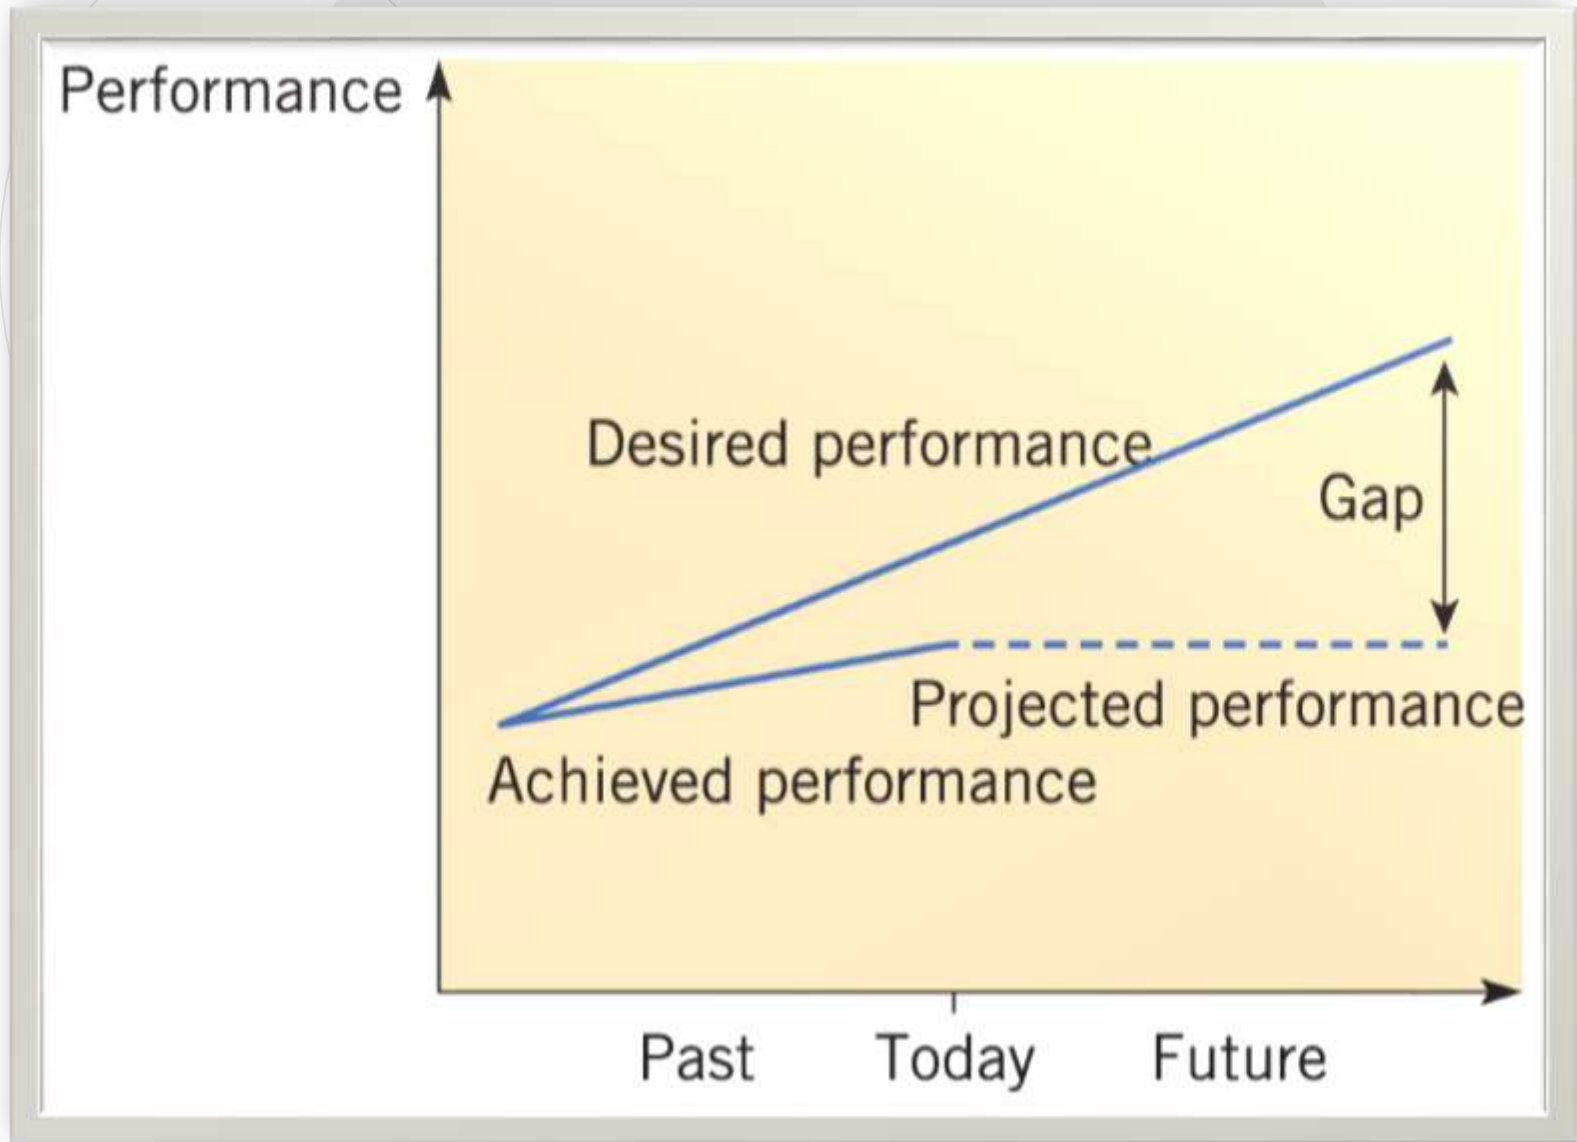 Performance
Desired performance
Gap
Projected performance
Achieved performance
Past Today Future